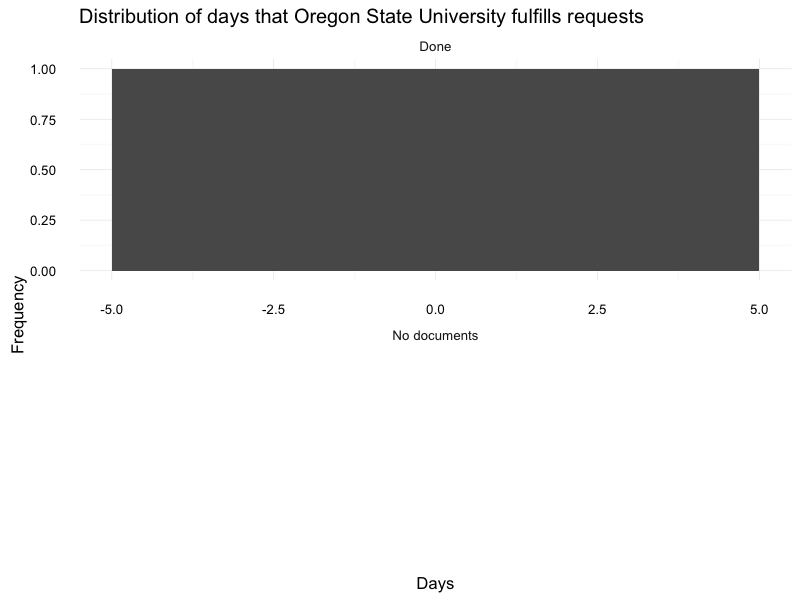 Distribution of days that Oregon State University fulfills requests
Done
1.00
0.75
0.50
0.25
0.00
Frequency
-5.0 -2.5 0.0 2.5 5.0
No documents
Days